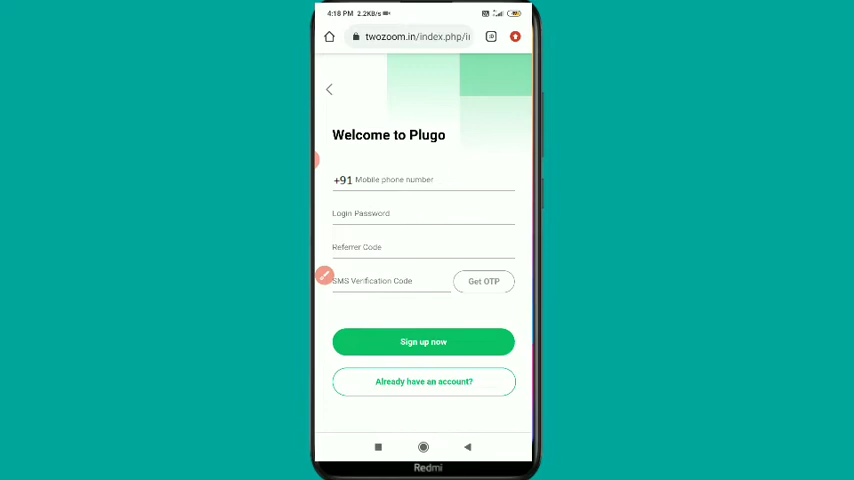 4:18 PM 2.2KB/s
twozoom.in/index.php/i
:D
Welcome to Plugo
+91 Mobile phone number
Login Password
Referrer Code
SMS Verification Code
Get OTP
Sign up now
Already have an account?
Redmi